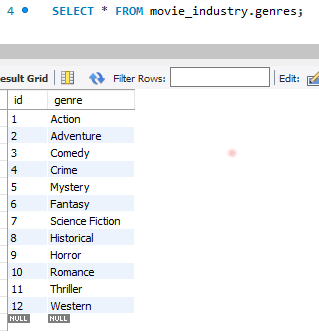 4 SELECT * FROM movie_industry.genres;
esult Grid Filter Rows: Edit:
id genre
1 Action
2 Adventure
3 Comedy
4 Crime
5 Mystery
6 Fantasy
7 Science Fiction
8 Historical
9 Horror
10 Romance
11 Thriller
12 Western
NULL NULL